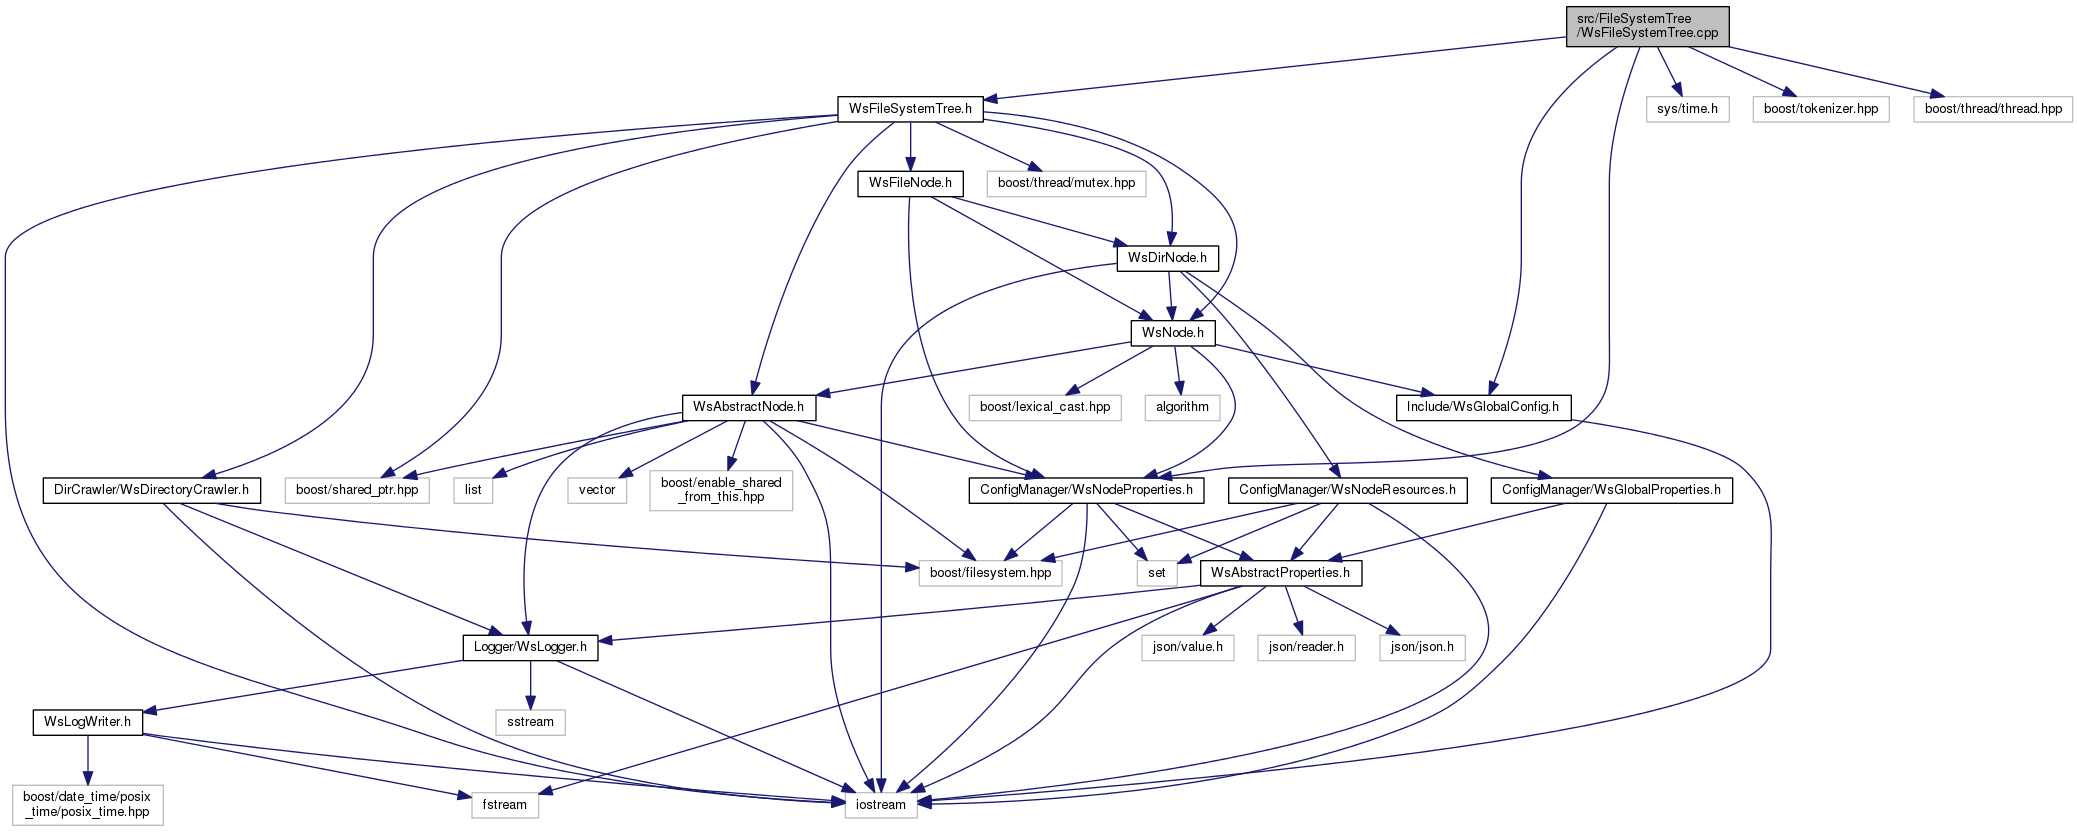 src/FileSystemTree
/WsFileSystemTree.cpp
WsFileSystemTree.h
sys/time.h
boost/tokenizer.hpp
boost/thread/thread.hpp
WsFileNode.h
boost/thread/mutex.hpp
WsDirNode.h
WsNode.h
WsAbstractNode.h
boost/lexical_cast.hpp
algorithm
Include/WsGlobalConfig.h
DirCrawler/WsDirectoryCrawler.h
boost/shared_ptr.hpp
list
vector
boost/enable_shared
_from_this.hpp
ConfigManager/WsNodeProperties.h
ConfigManager/WsNodeResources.h
ConfigManager/WsGlobalProperties.h
boost/filesystem.hpp
set
WsAbstractProperties.h
Logger/WsLogger.h
json/value.h
json/reader.h
json/json.h
WsLogWriter.h
sstream
boost/date_time/posix
_time/posix_time.hpp
fstream
iostream